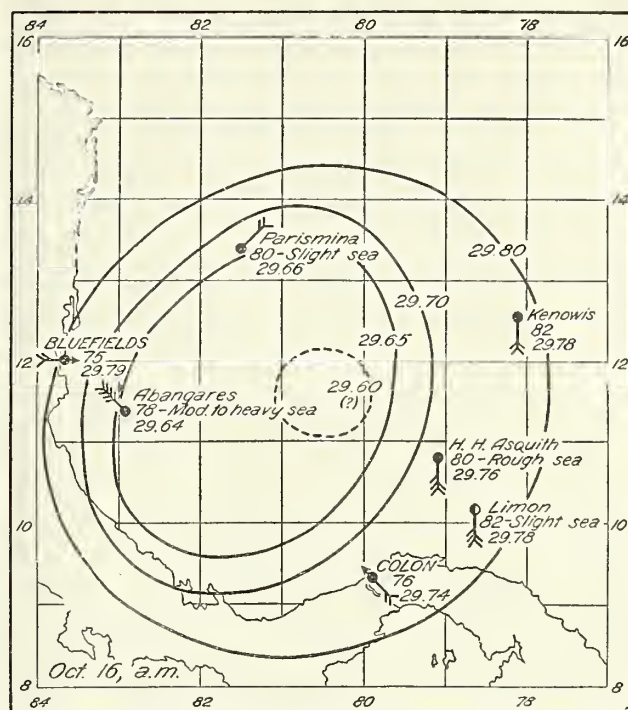 84 82 80 78
16 16
14 14
Parismina
80-Slight sea
29.66
29.80
29.70
Kenowis
82
29.78
29.65
BLUEFIELDS
75
29.79
12 12
29.60
(?)
Abangares
78-Mod. to heavy sea
29.64
H. H. Asquith
80-Rough sea
29.76
Limon
82-Slight sea
29.78
10 10
COLON
76
29.74
Oct. 16, a.m.
8 8
84 82 80 78